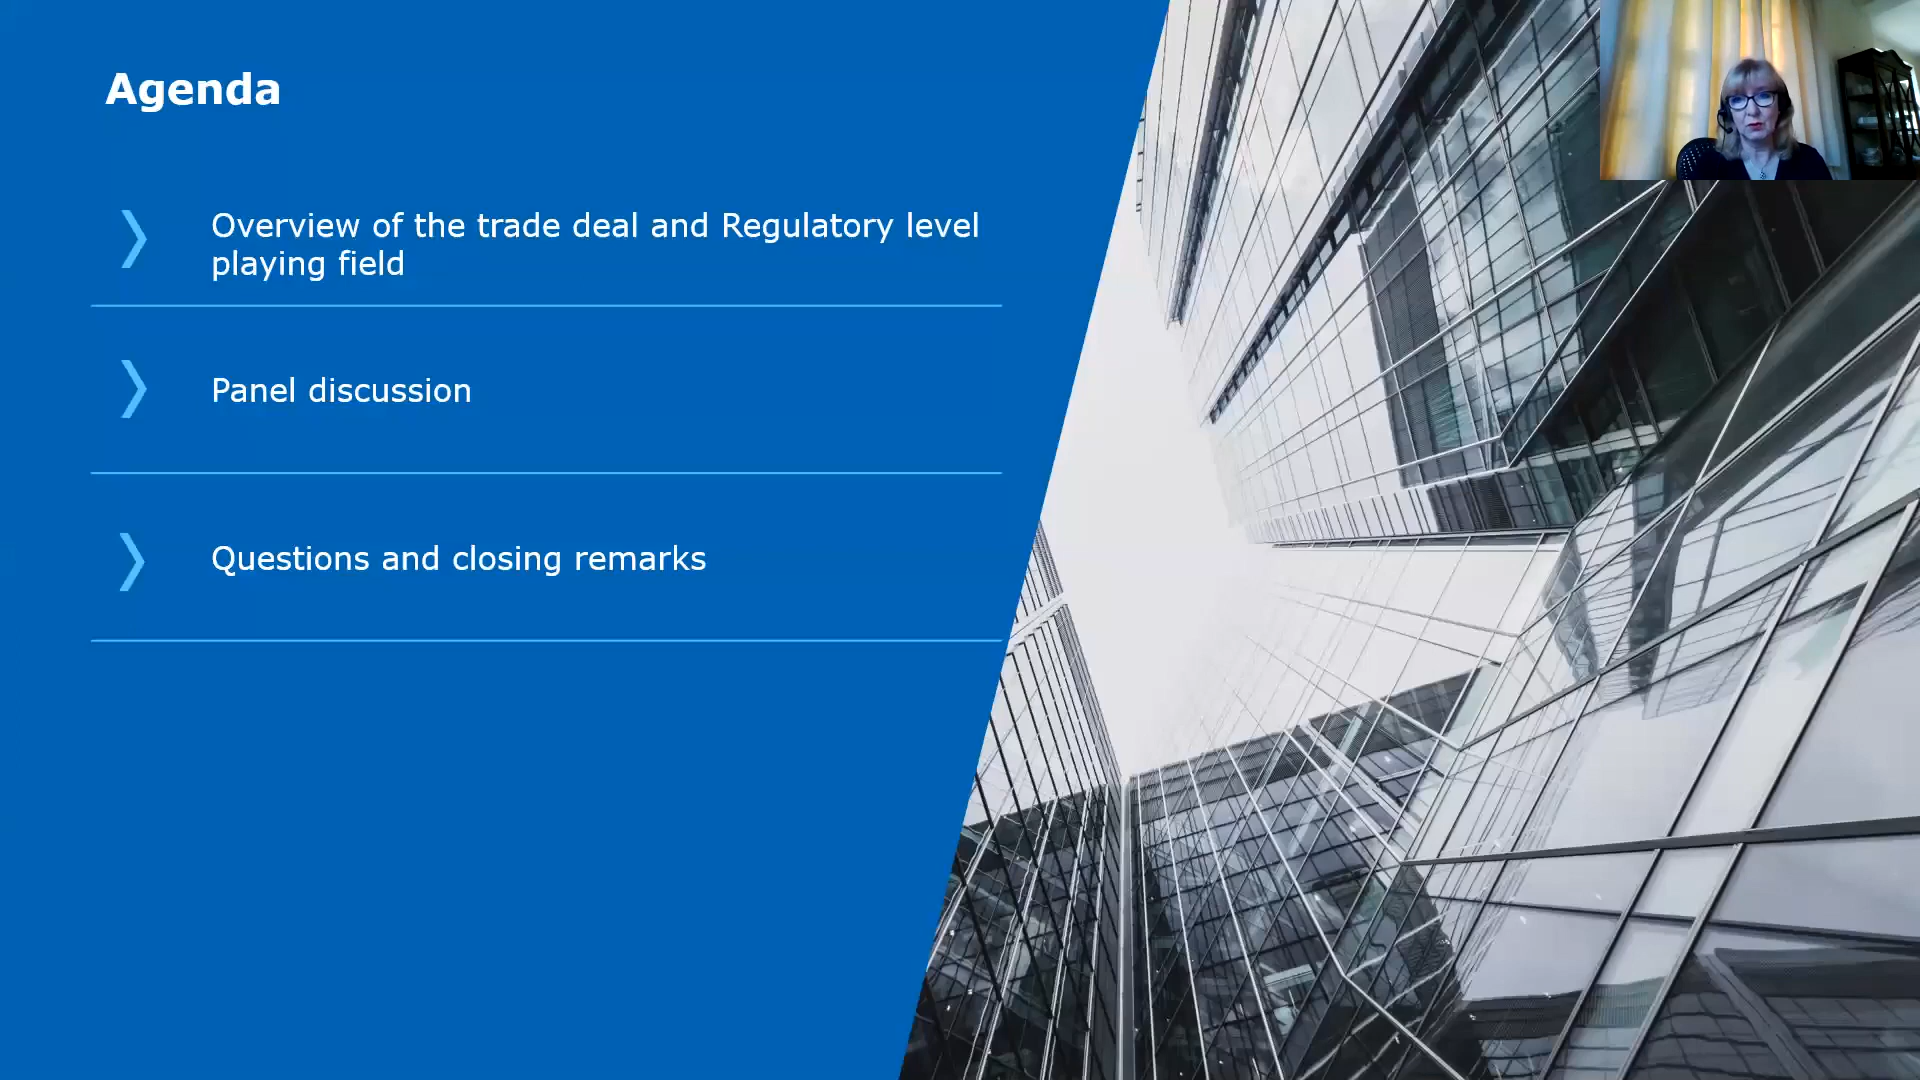 Agenda
Overview of the trade deal and Regulatory level
playing field
Panel discussion
Questions and closing remarks